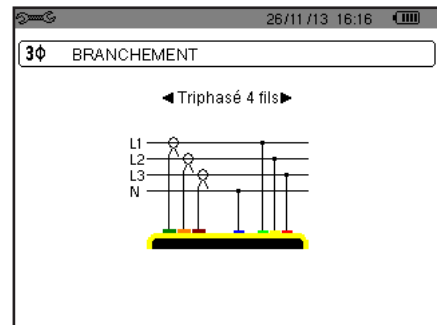 26/11/13 16:16
3Φ BRANCHEMENT
◄Triphasé 4 fils►
L1
L2
L3
N